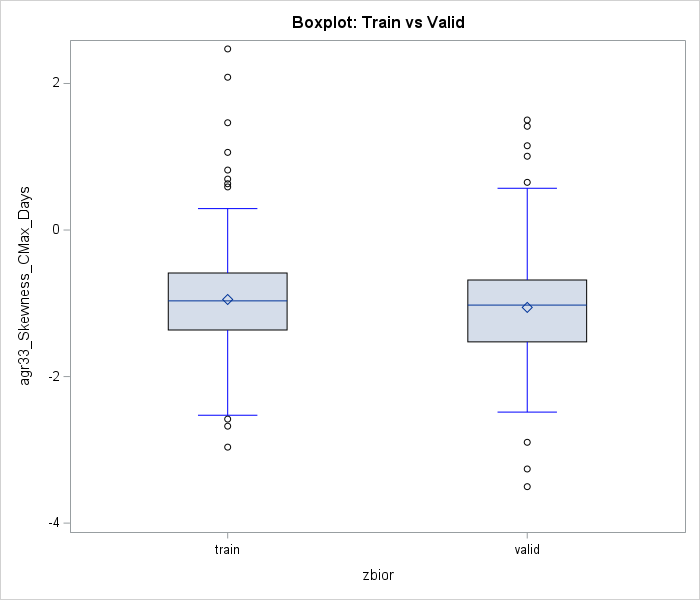 Boxplot: Train vs Valid
agr33_Skewness_CMax_Days
2
0
-2
-4
train
valid
zbior